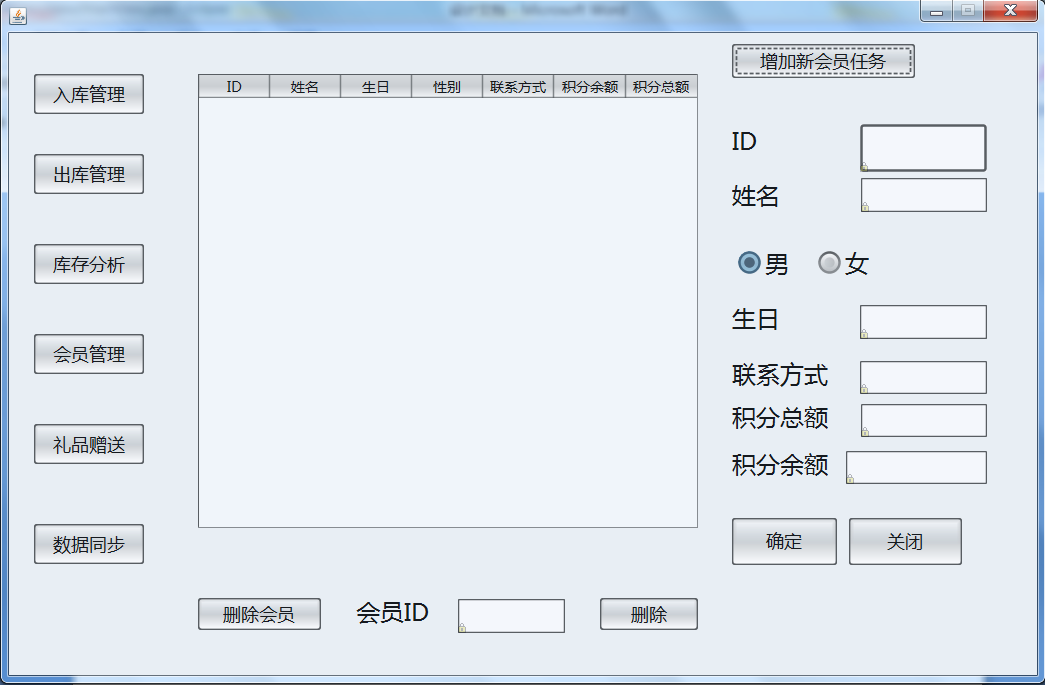 增加新会员任务
入库管理
ID 姓名 生日 性别 联系方式 积分余额 积分总额
ID
出库管理
姓名
库存分析
男 女
生日
会员管理
联系方式
积分总额
礼品赠送
积分余额
数据同步
确定 关闭
删除会员 会员ID 删除